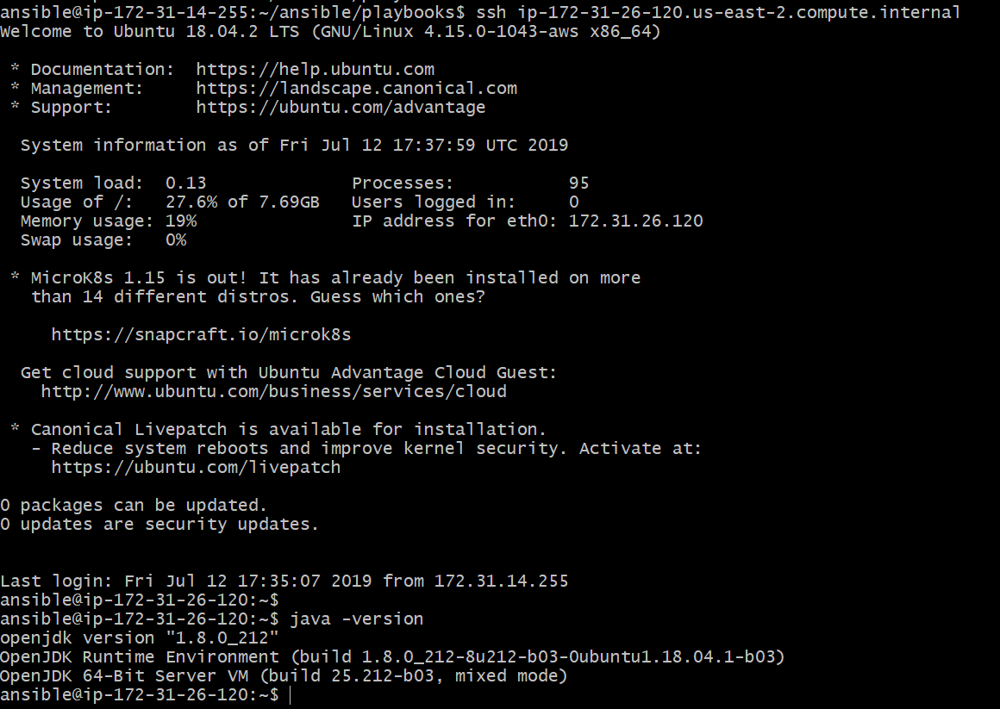 ansible@ip-172-31-14-255:~/ansible/playbooks$ ssh ip-172-31-26-120.us-east-2.compute.internal
Welcome to Ubuntu 18.04.2 LTS (GNU/Linux 4.15.0-1043-aws x86_64)
* Documentation:  https://help.ubuntu.com
* Management:     https://landscape.canonical.com
* Support:        https://ubuntu.com/advantage
System information as of Fri Jul 12 17:37:59 UTC 2019
System load:  0.13              Processes:           95
Usage of /:   27.6% of 7.69GB   Users logged in:     0
Memory usage: 19%               IP address for eth0: 172.31.26.120
Swap usage:   0%
* MicroK8s 1.15 is out! It has already been installed on more
than 14 different distros. Guess which ones?
https://snapcraft.io/microk8s
Get cloud support with Ubuntu Advantage Cloud Guest:
http://www.ubuntu.com/business/services/cloud
* Canonical Livepatch is available for installation.
- Reduce system reboots and improve kernel security. Activate at:
https://ubuntu.com/livepatch
0 packages can be updated.
0 updates are security updates.
Last login: Fri Jul 12 17:35:07 2019 from 172.31.14.255
ansible@ip-172-31-26-120:~$
ansible@ip-172-31-26-120:~$ java -version
openjdk version "1.8.0_212"
OpenJDK Runtime Environment (build 1.8.0_212-8u212-b03-0ubuntu1.18.04.1-b03)
OpenJDK 64-Bit Server VM (build 25.212-b03, mixed mode)
ansible@ip-172-31-26-120:~$